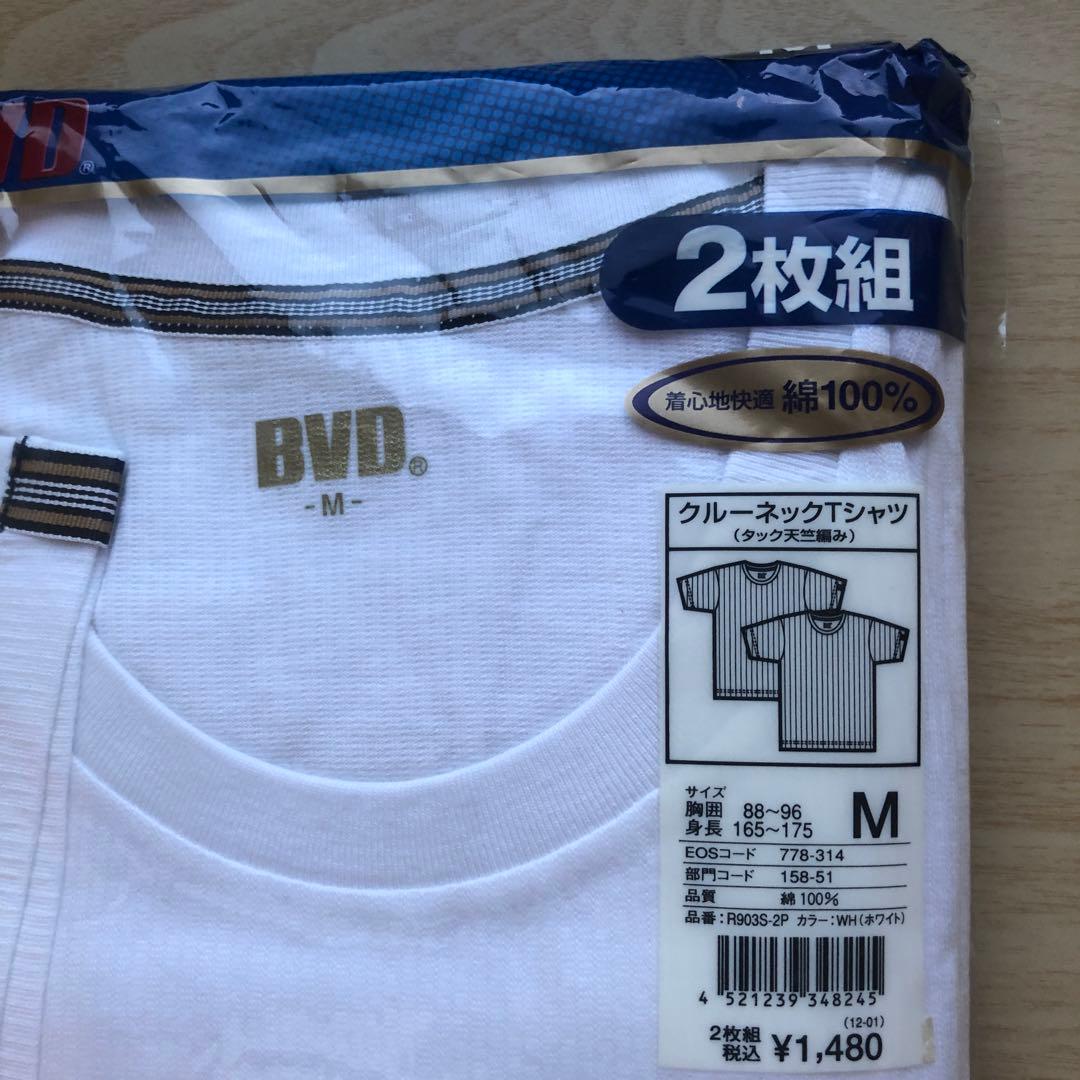 VD®
2枚組
着心地快適 綿100%
BVD®
-M-
クルーネックTシャツ
(タック天竺編み)
サイズ
胸囲 88~96
身長 165~175
M
EOSコード 778-314
部門コード 158-51
品質 綿100%
品番:R903S-2P カラー:WH(ホワイト)
4 521239 348245
(12-01)
2枚組
税込 ¥1,480